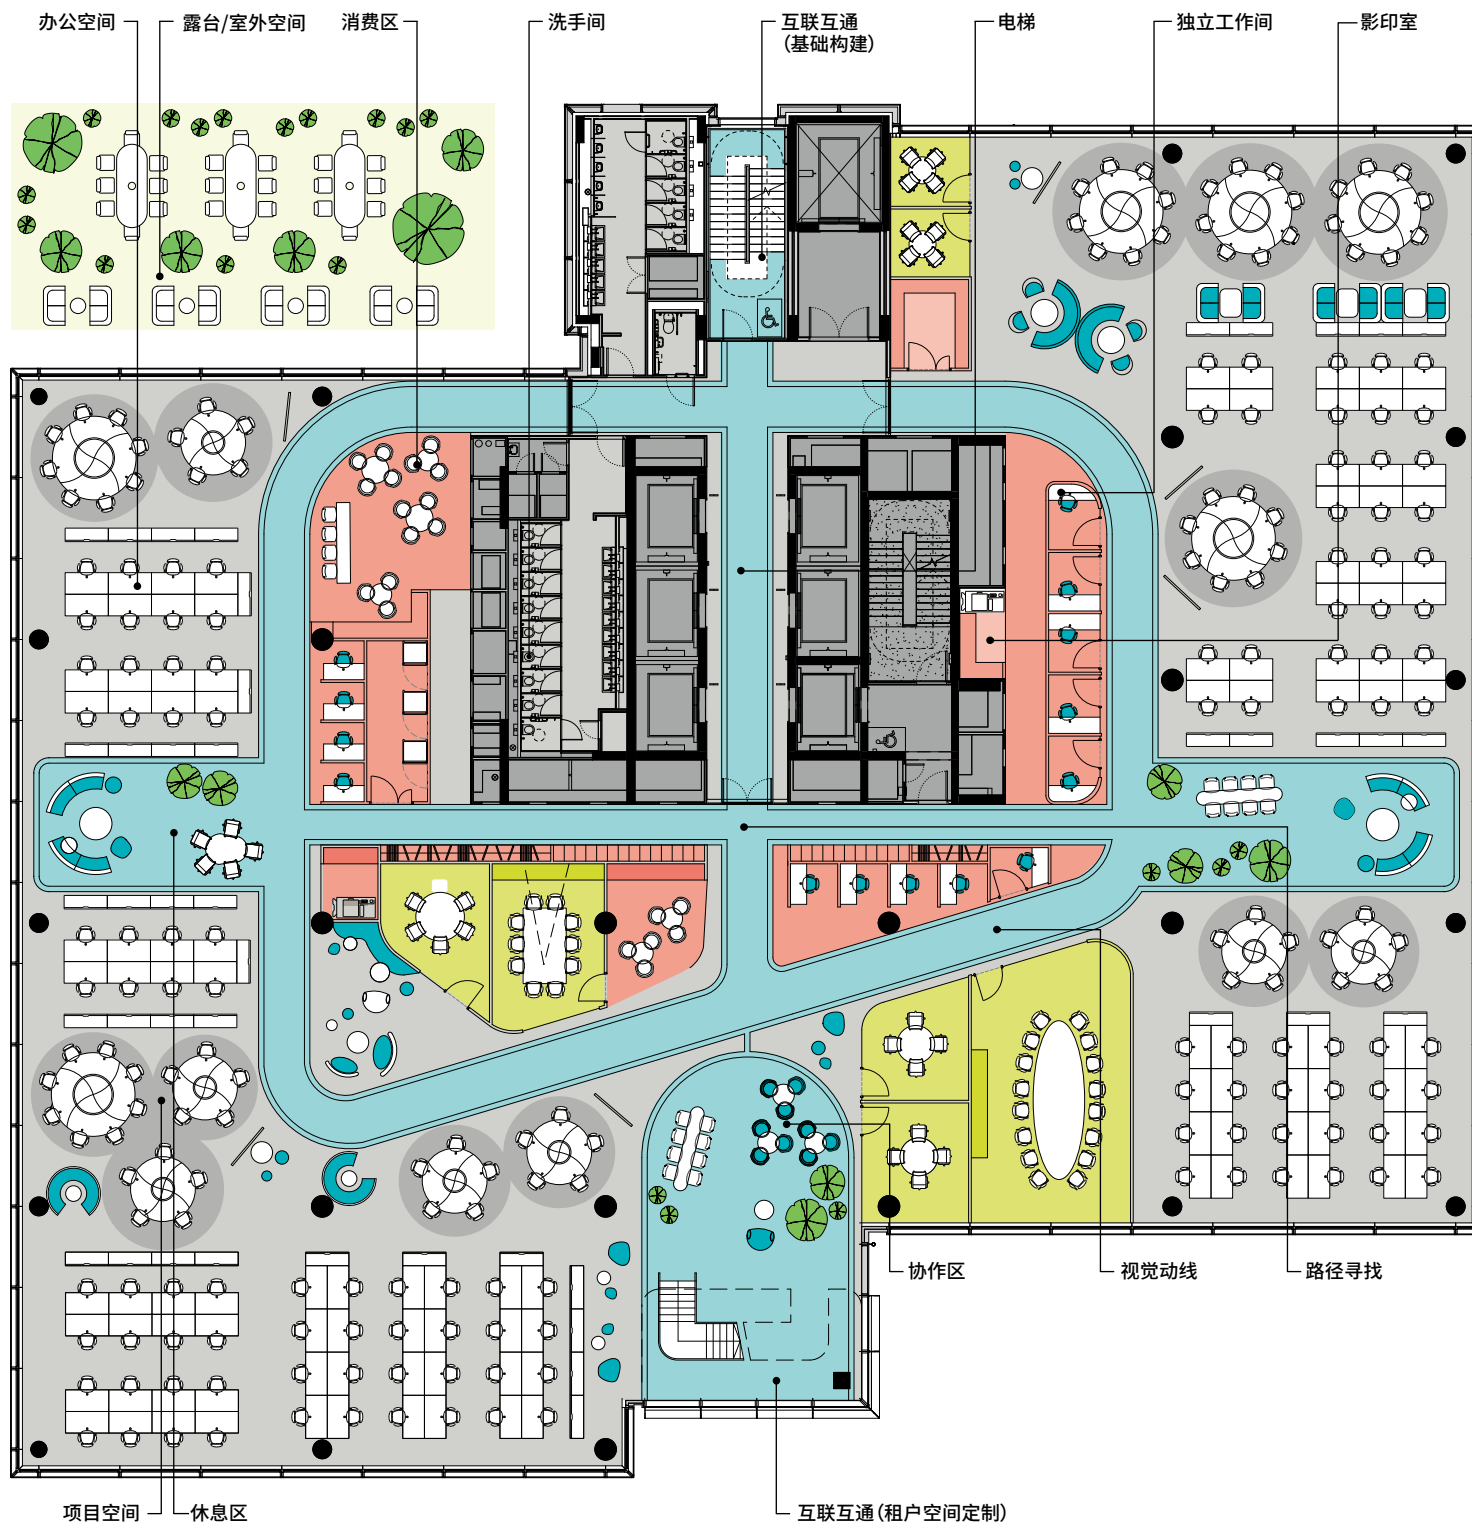 办公空间
露台/室外空间
消费区
洗手间
互联互通
(基础构建)
电梯
独立工作间
影印室
协作区
视觉动线
路径寻找
项目空间
休息区
互联互通(租户空间定制)